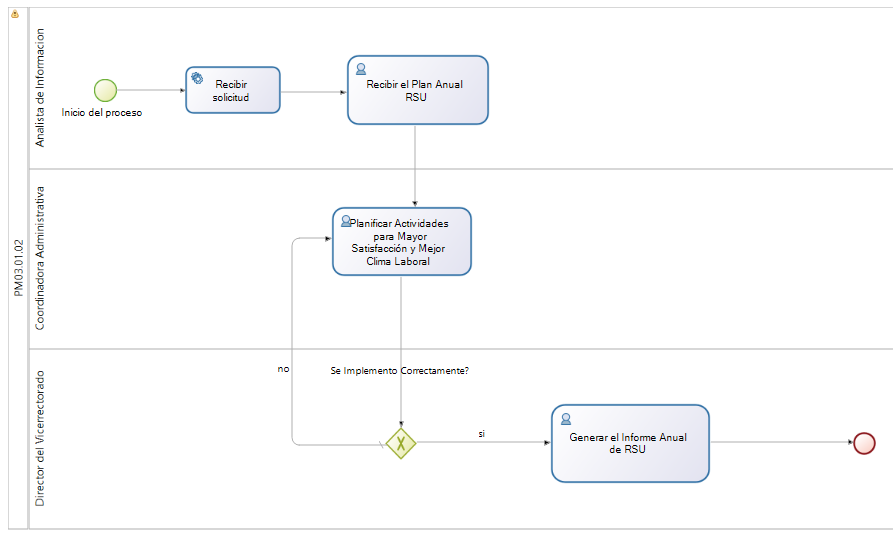 PM03.01.02
Analista de Informacion
Inicio del proceso
Recibir
solicitud
Recibir el Plan Anual
RSU
Coordinadora Administrativa
Planificar Actividades
para Mayor
Satisfacción y Mejor
Clima Laboral
Director del Vicerrectorado
no
Se Implemento Correctamente?
X
si
Generar el Informe Anual
de RSU